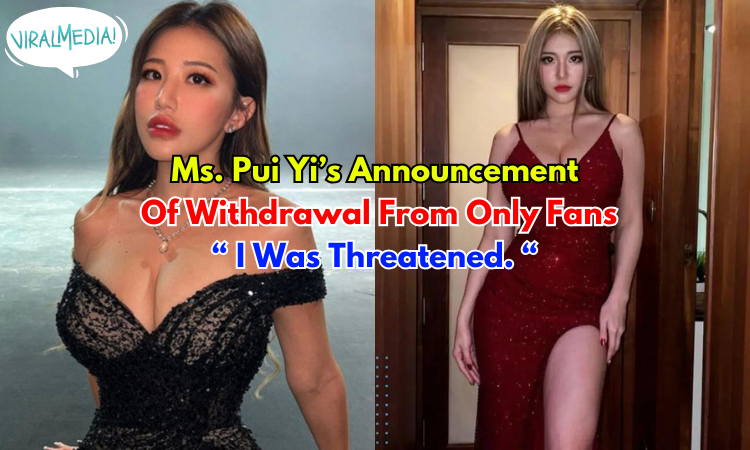 VIRALMEDIA!
Ms. Pui Yi’s Announcement
Of Withdrawal From Only Fans
“ I Was Threatened. “